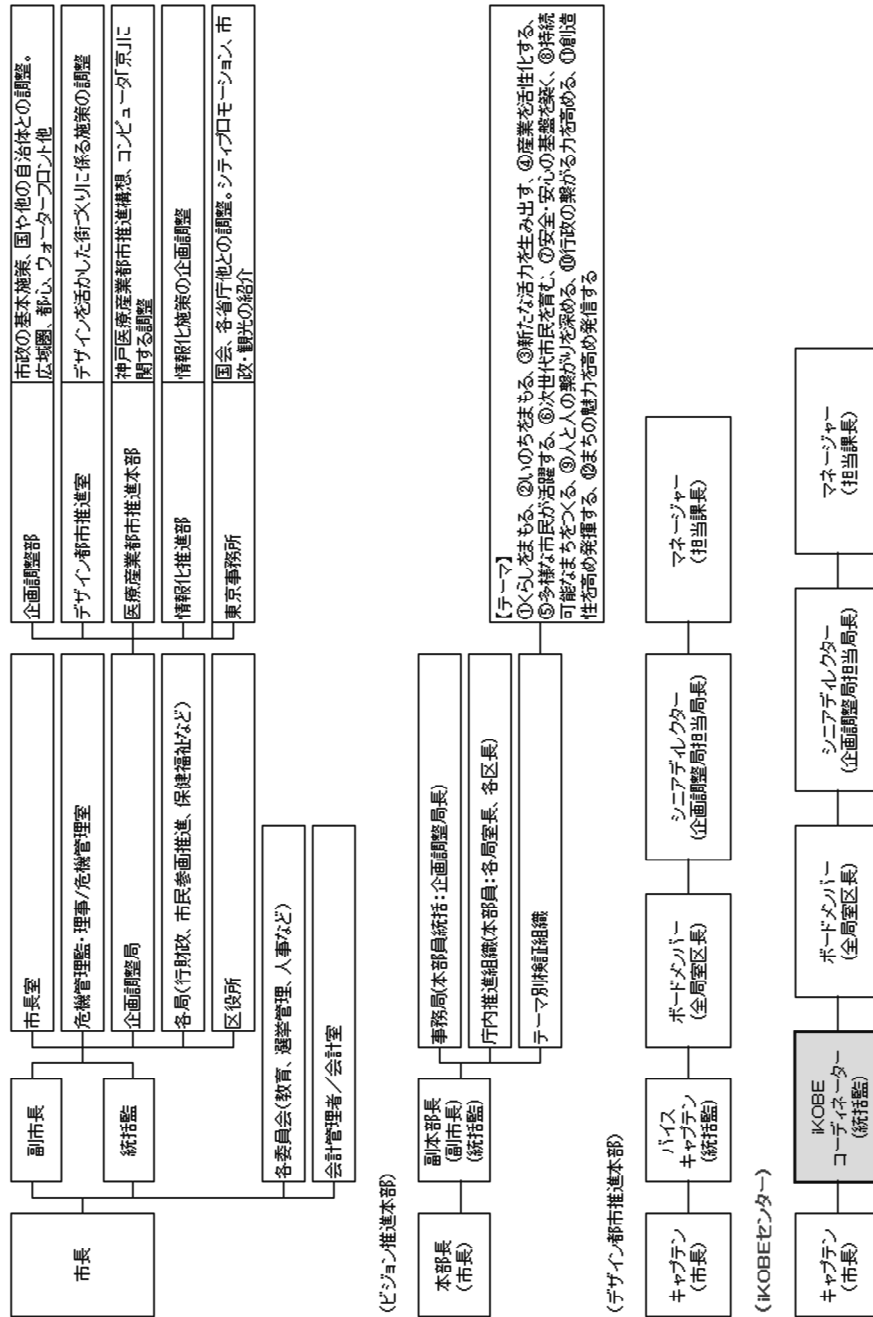 市長
副市長
統括監
市長室
危機管理監・理事/危機管理室
企画調整局
各局(行財政、市民参画推進、保健福祉など)
区役所
各委員会(教育、選挙管理、人事など)
会計管理者/会計室
企画調整部
市政の基本施策、国や他の自治体との調整。
広域圏、都心、ウォーターフロント他
デザイン都市推進室
デザインを活かした街づくりに係る施策の調整
医療産業都市推進本部
神戸医療産業都市推進構想、コンピュータ「京」に
関する調整
情報化推進部
情報化施策の企画調整
東京事務所
国会、各省庁他との調整。シティプロモーション、市
政・観光の紹介
(ビジョン推進本部)
本部長
(市長)
副本部長
(副市長)
(統括監)
事務局(本部員統括:企画調整局長)
庁内推進組織(本部員:各局室長、各区長)
テーマ別検証組織
【テーマ】
①くらしをまもる、②いのちをまもる、③新たな活力を生み出す、④産業を活性化する、
⑤多様な市民が活躍する、⑥次世代市民を育む、⑦安全・安心の基盤を築く、⑧持続
可能なまちをつくる、⑨人と人の繋がりを深める、⑩行政の繋がる力を高める、⑪創造
性を高め発揮する、⑫まちの魅力を高め発信する
(デザイン都市推進本部)
キャプテン
(市長)
バイス
キャプテン
(統括監)
ボードメンバー
(全局室区長)
シニアディレクター
(企画調整局担当局長)
マネージャー
(担当課長)
(iKOBEセンター)
キャプテン
(市長)
iKOBE
コーディネーター
(統括監)
ボードメンバー
(全局室区長)
シニアディレクター
(企画調整局担当局長)
マネージャー
(担当課長)